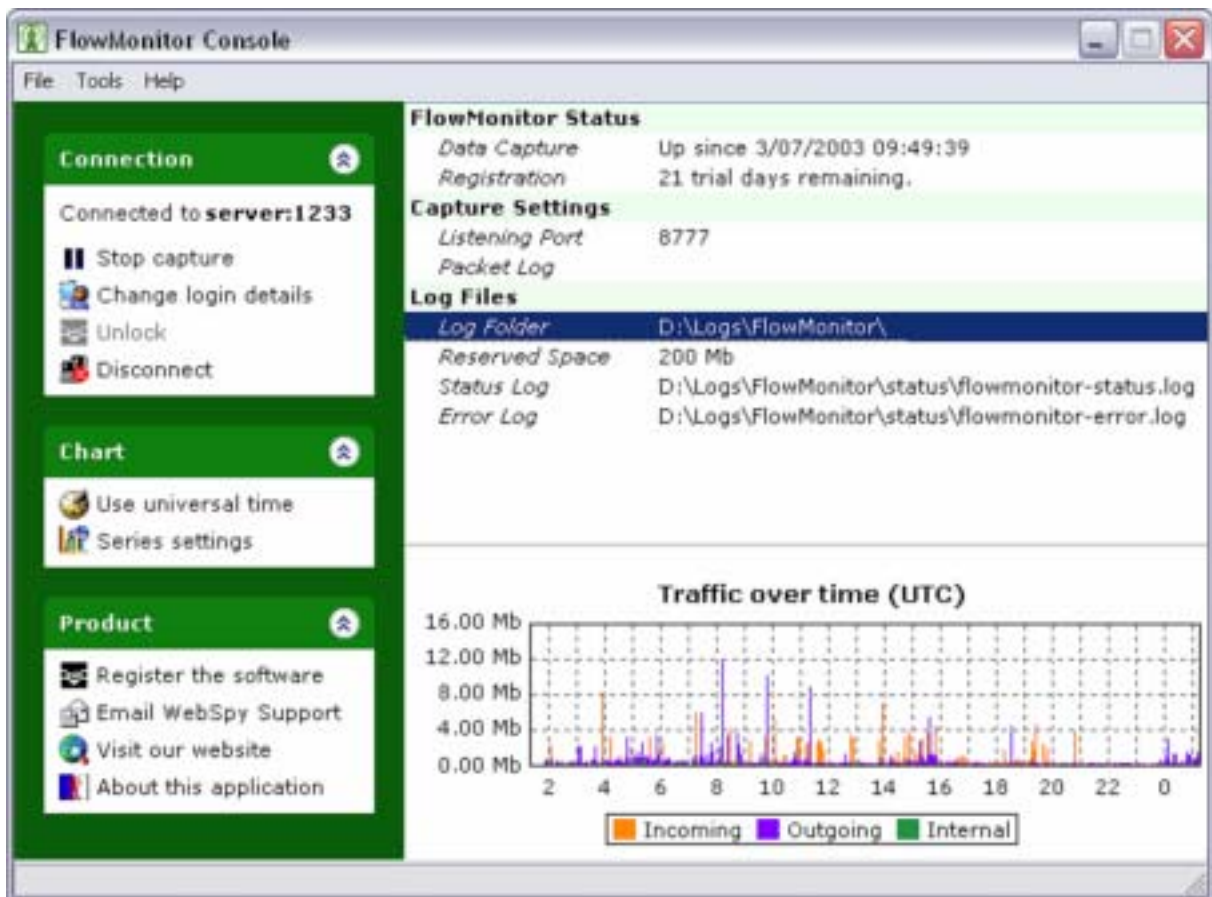 FlowMonitor Console
File Tools Help
Connection
Connected to server:1233
Stop capture
Change login details
Unlock
Disconnect
Chart
Use universal time
Series settings
Product
Register the software
Email WebSpy Support
Visit our website
About this application
FlowMonitor Status
Data Capture Up since 3/07/2003 09:49:39
Registration 21 trial days remaining.
Capture Settings
Listening Port 8777
Packet Log
Log Files
Log Folder D:\Logs\FlowMonitor\
Reserved Space 200 Mb
Status Log D:\Logs\FlowMonitor\status\flowmonitor-status.log
Error Log D:\Logs\FlowMonitor\status\flowmonitor-error.log
Traffic over time (UTC)
16.00 Mb
12.00 Mb
8.00 Mb
4.00 Mb
0.00 Mb
2 4 6 8 10 12 14 16 18 20 22 0
Incoming Outgoing Internal